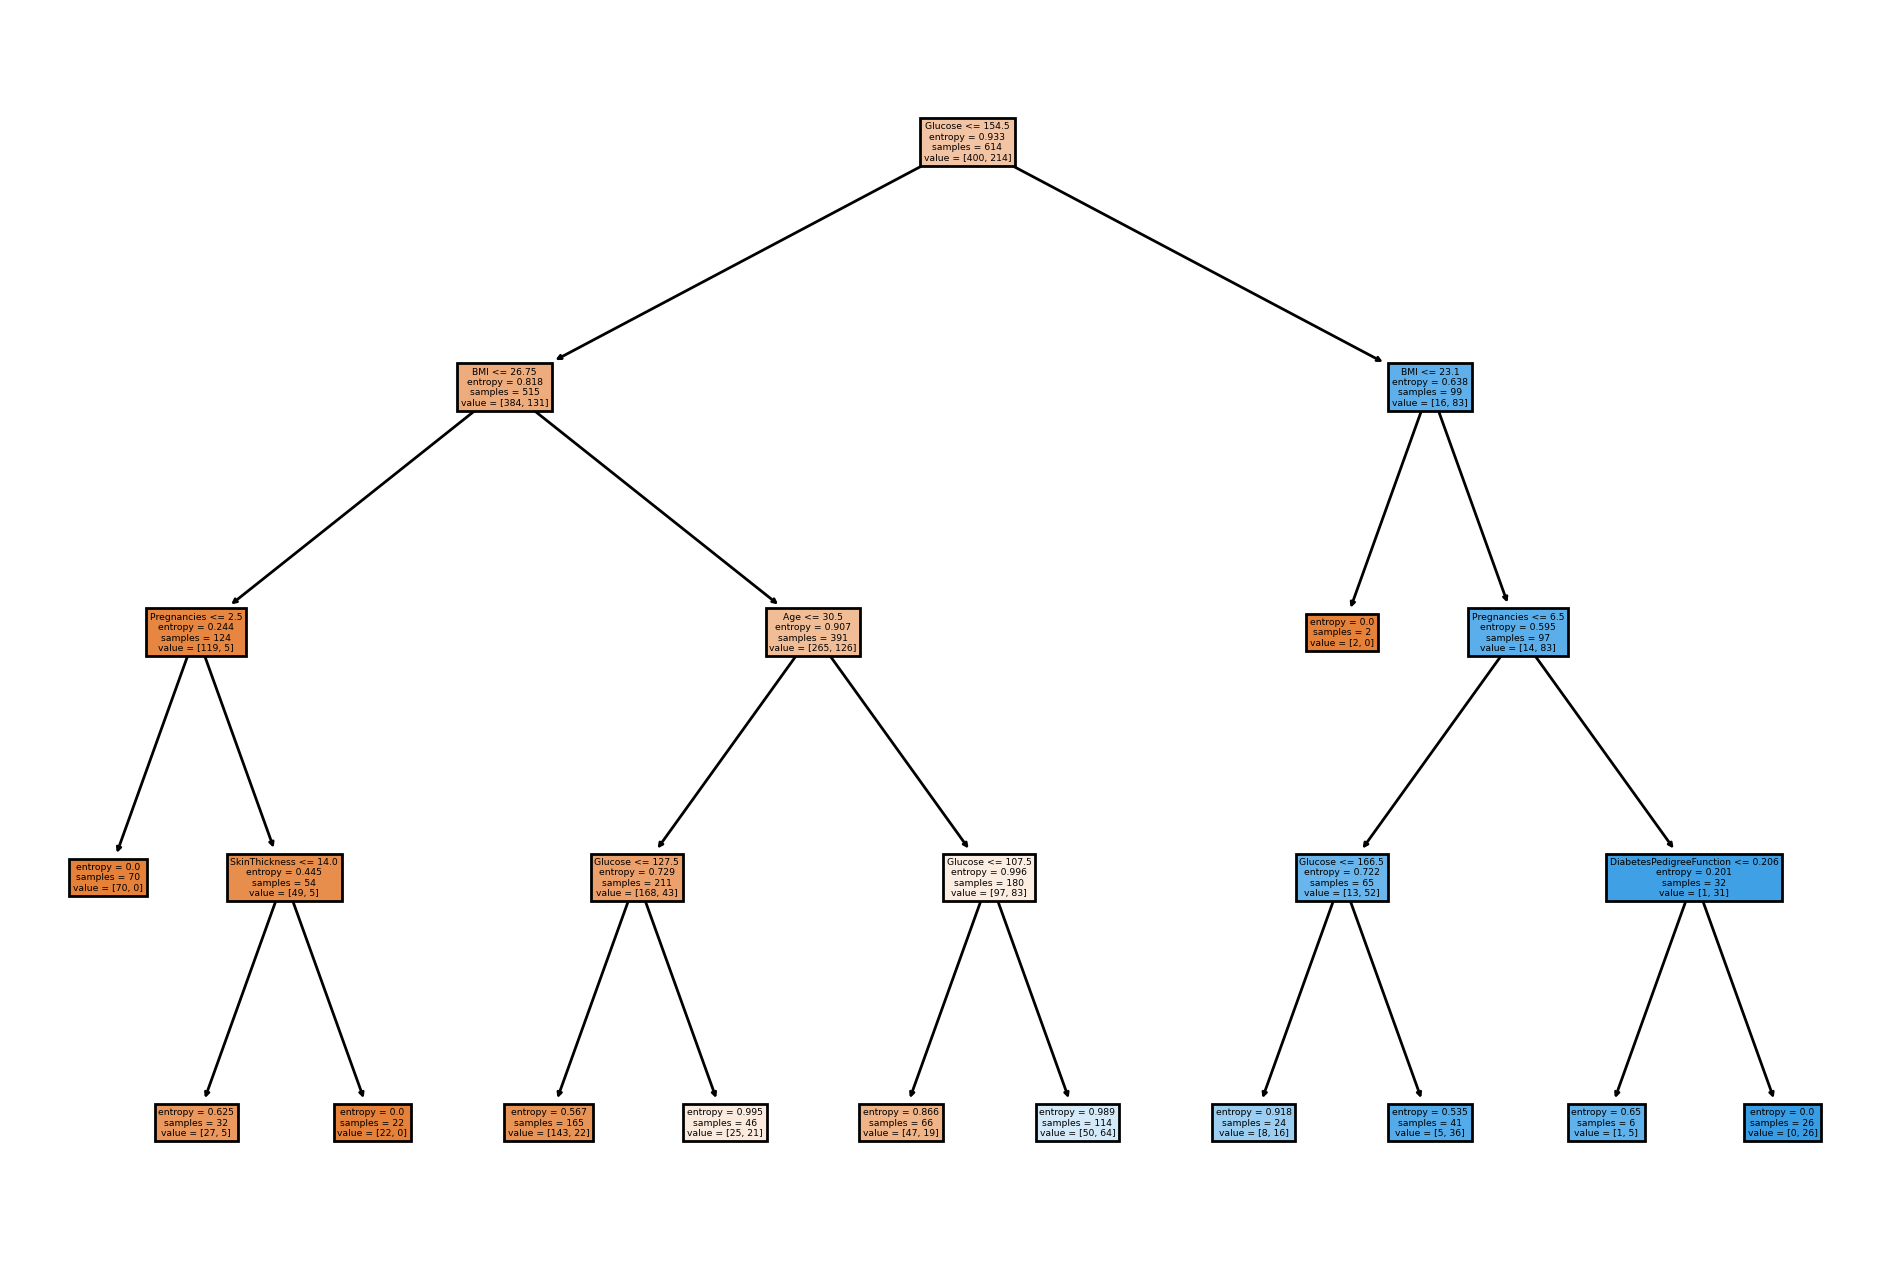 Glucose <= 154.5
entropy = 0.933
samples = 614
value = [400, 214]
BMI <= 26.75
entropy = 0.818
samples = 515
value = [384, 131]
BMI <= 23.1
entropy = 0.638
samples = 99
value = [16, 83]
Pregnancies <= 2.5
entropy = 0.244
samples = 124
value = [119, 5]
Age <= 30.5
entropy = 0.907
samples = 391
value = [265, 126]
entropy = 0.0
samples = 2
value = [2, 0]
Pregnancies <= 6.5
entropy = 0.595
samples = 97
value = [14, 83]
entropy = 0.0
samples = 70
value = [70, 0]
SkinThickness <= 14.0
entropy = 0.445
samples = 54
value = [49, 5]
Glucose <= 127.5
entropy = 0.729
samples = 211
value = [168, 43]
Glucose <= 107.5
entropy = 0.996
samples = 180
value = [97, 83]
Glucose <= 166.5
entropy = 0.722
samples = 65
value = [13, 52]
DiabetesPedigreeFunction <= 0.206
entropy = 0.201
samples = 32
value = [1, 31]
entropy = 0.625
samples = 32
value = [27, 5]
entropy = 0.0
samples = 22
value = [22, 0]
entropy = 0.567
samples = 165
value = [143, 22]
entropy = 0.995
samples = 46
value = [25, 21]
entropy = 0.866
samples = 66
value = [47, 19]
entropy = 0.989
samples = 114
value = [50, 64]
entropy = 0.918
samples = 24
value = [8, 16]
entropy = 0.535
samples = 41
value = [5, 36]
entropy = 0.65
samples = 6
value = [1, 5]
entropy = 0.0
samples = 26
value = [0, 26]